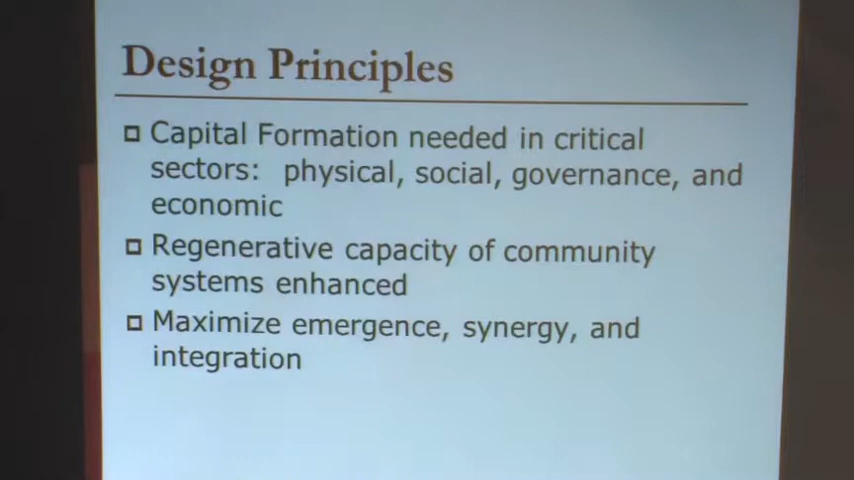 Design Principles
Capital Formation needed in critical
sectors: physical, social, governance, and
economic
Regenerative capacity of community
systems enhanced
Maximize emergence, synergy, and
integration